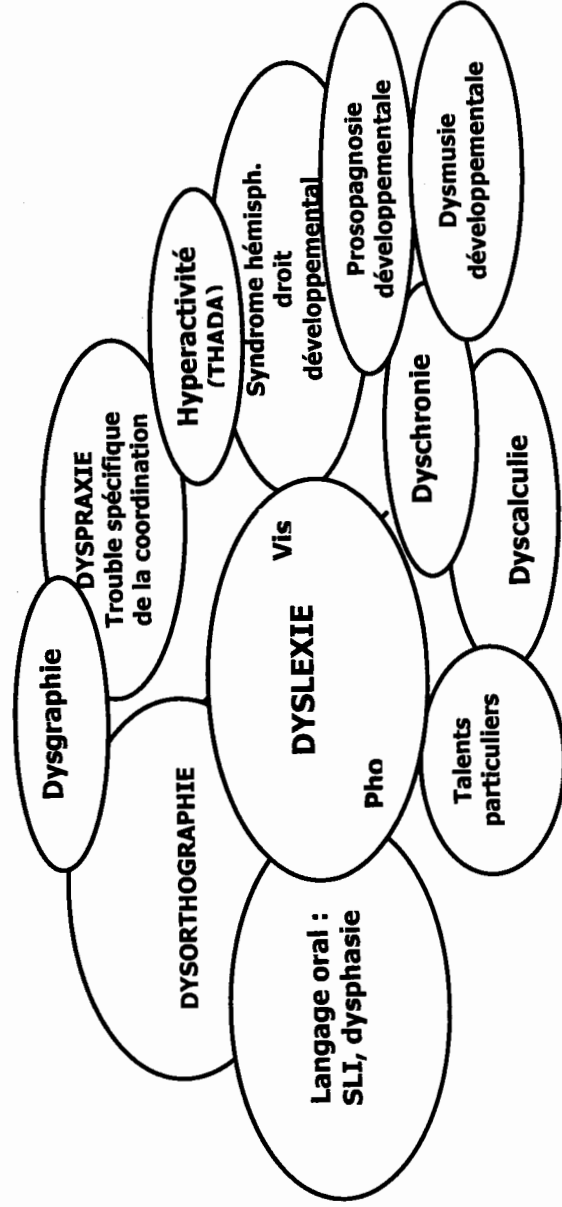 Dysgraphie
DYSPRAXIE
Trouble spécifique
de la coordination
Hyperactivité
(THADA)
Syndrome hémisph.
droit
développemental
DYSORTHOGRAPHIE
DYSLEXIE
Vis
Pho
Prosopagnosie
développementale
Dysmusie
développementale
Langage oral :
SLI, dysphasie
Talents
particuliers
Dyschronie
Dyscalculie